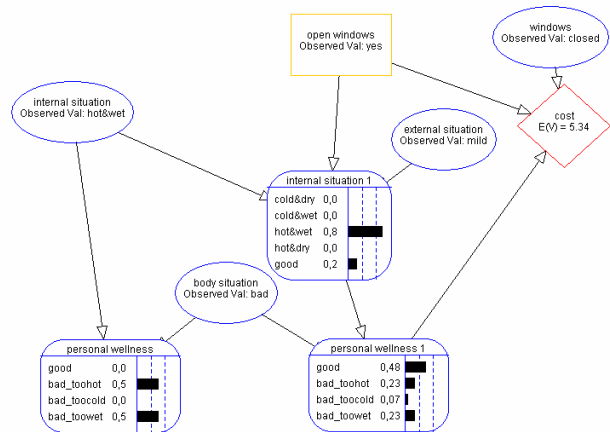 open windows
Observed Val: yes
windows
Observed Val: closed
internal situation
Observed Val: hot&wet
cost
E(V) = 5.34
external situation
Observed Val: mild
internal situation 1
cold&dry 0,0
cold&wet 0,0
hot&wet 0,8
hot&dry 0,0
good 0,2
body situation
Observed Val: bad
personal wellness
good 0,0
bad_toohot 0,5
bad_toocold 0,0
bad_toowet 0,5
personal wellness 1
good 0,48
bad_toohot 0,23
bad_toocold 0,07
bad_toowet 0,23